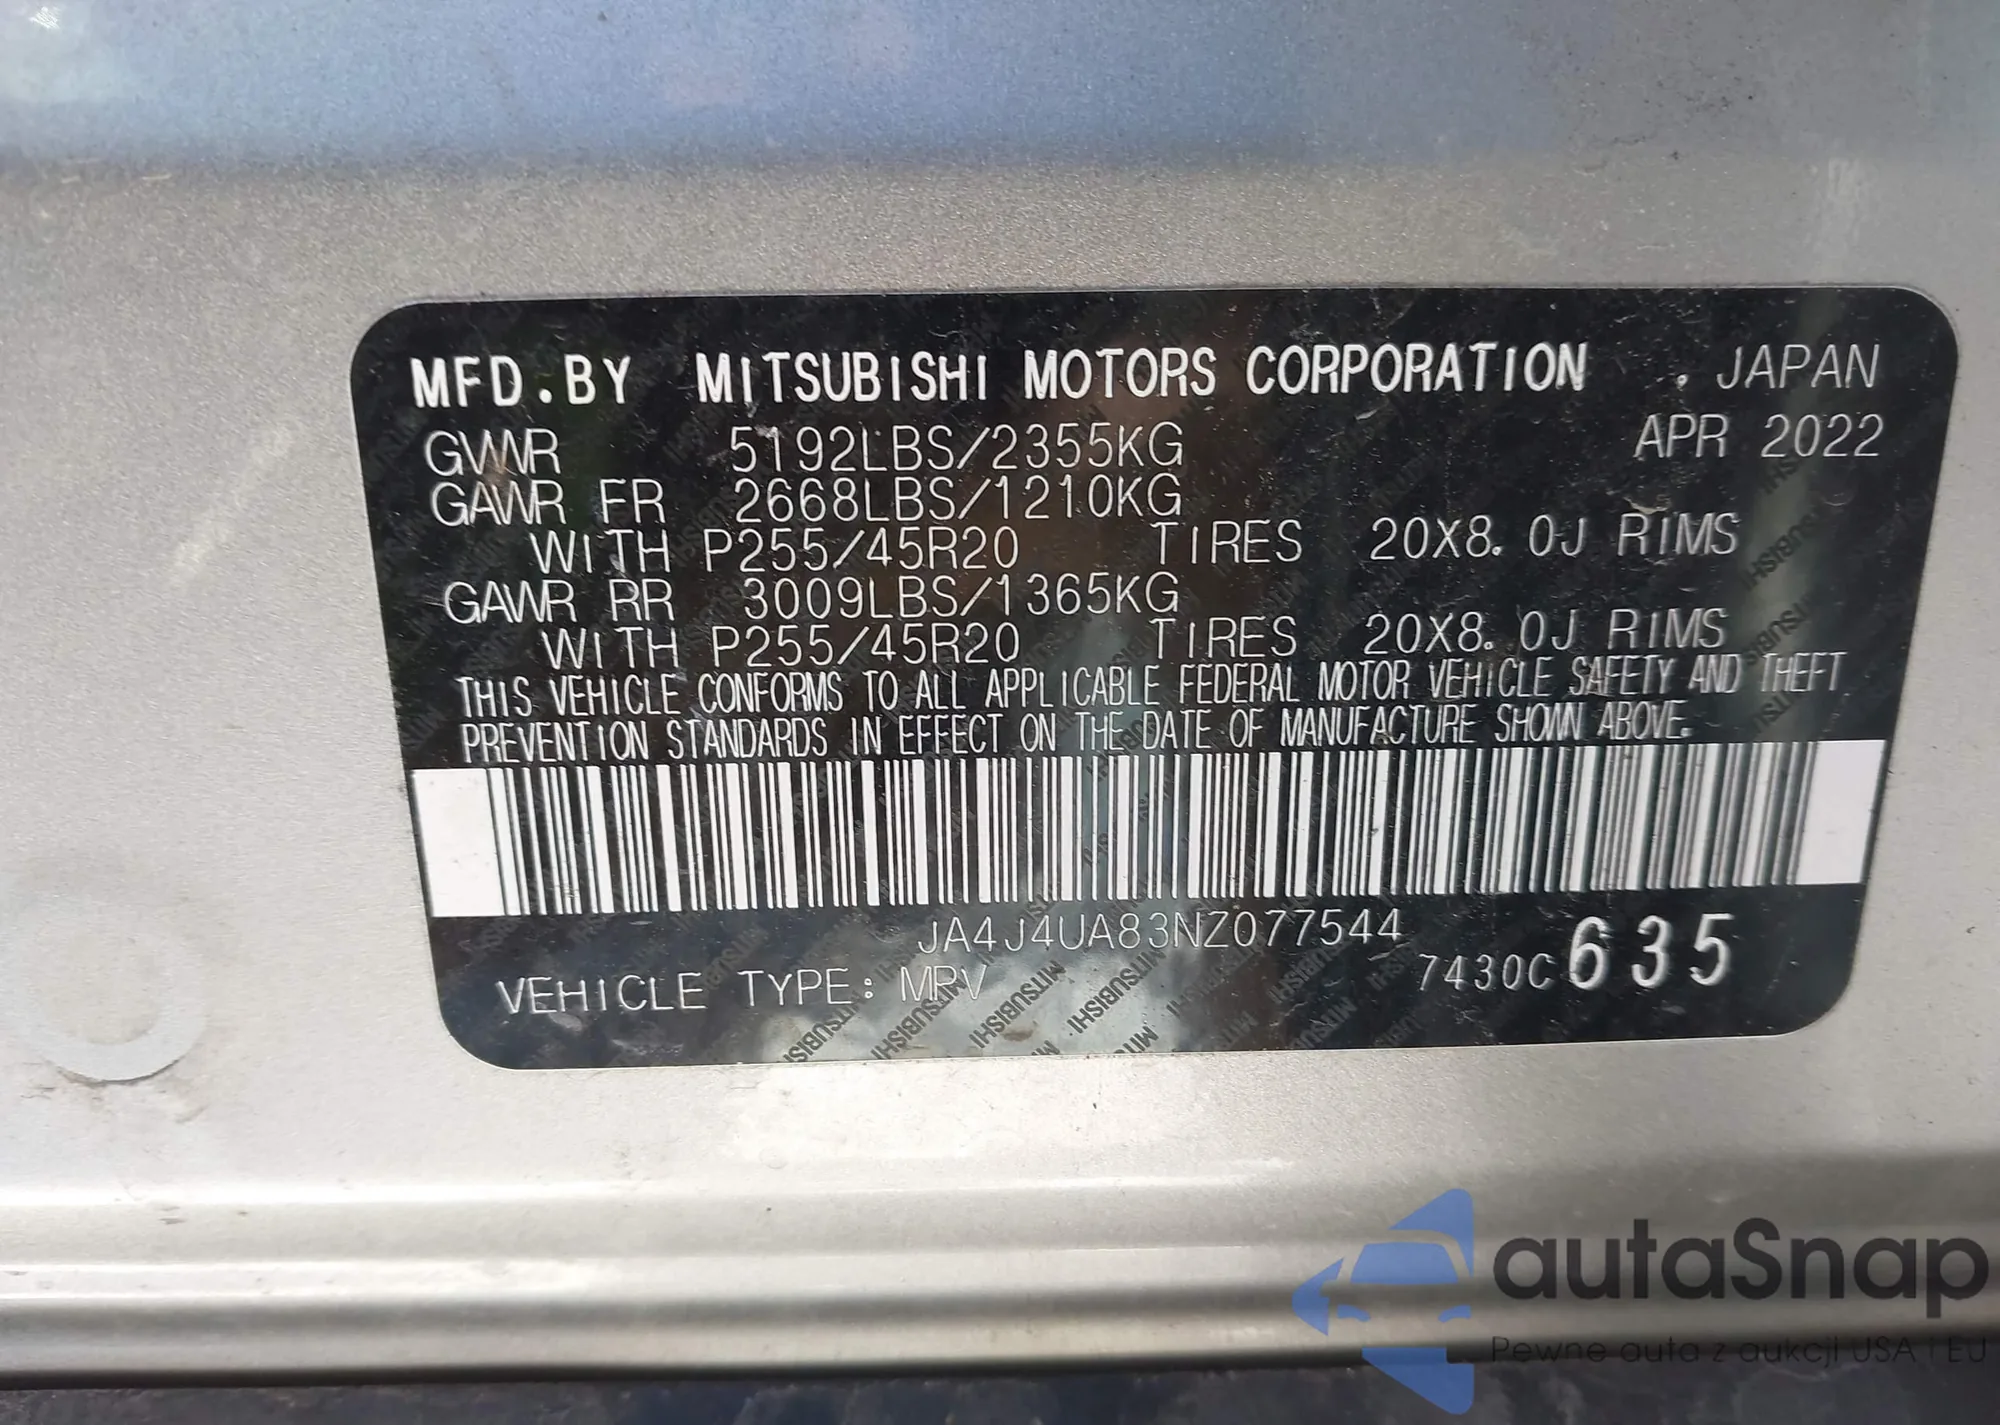 MFD.BY MITSUBISHI MOTORS CORPORATION . JAPAN
GVWR 5192LBS/2355KG APR 2022
GAWR FR 2668LBS/1210KG
WITH P255/45R20 TIRES 20X8.0J RIMS
GAWR RR 3009LBS/1365KG
WITH P255/45R20 TIRES 20X8.0J RIMS
THIS VEHICLE CONFORMS TO ALL APPLICABLE FEDERAL MOTOR VEHICLE SAFETY AND THEFT
PREVENTION STANDARDS IN EFFECT ON THE DATE OF MANUFACTURE SHOWN ABOVE.
JA4J4UA83NZ077544
VEHICLE TYPE: MPV 7430C 635
autaSnap
Pewne auta z aukcji USA i EU